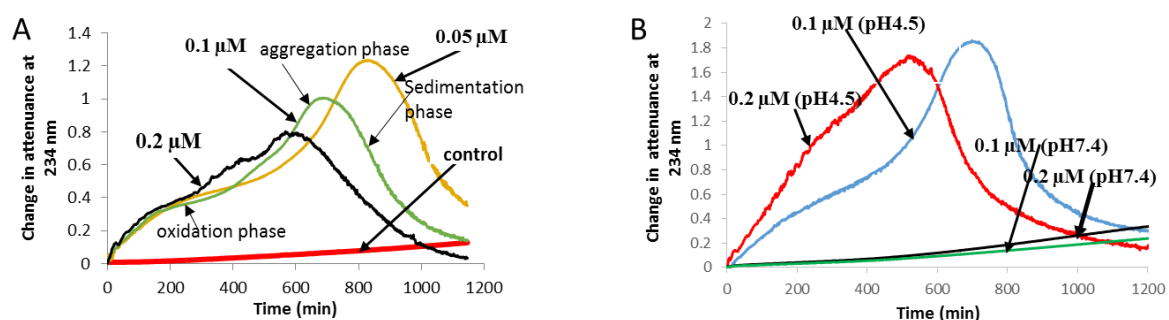 A
Change in attenuance at
234 nm
1.4
1.2
1
0.8
0.6
0.4
0.2
0
0.2 µM
0.1 µM
aggregation phase
0.05 µM
Sedimentation
phase
control
oxidation phase
0 200 400 600 800 1000 1200
Time (min)
B
Change in attenuance at
234 nm
2
1.8
1.6
1.4
1.2
1
0.8
0.6
0.4
0.2
0
0.1 µM (pH4.5)
0.2 µM (pH4.5)
0.1 µM (pH7.4)
0.2 µM (pH7.4)
0 200 400 600 800 1000 1200
Time (min)